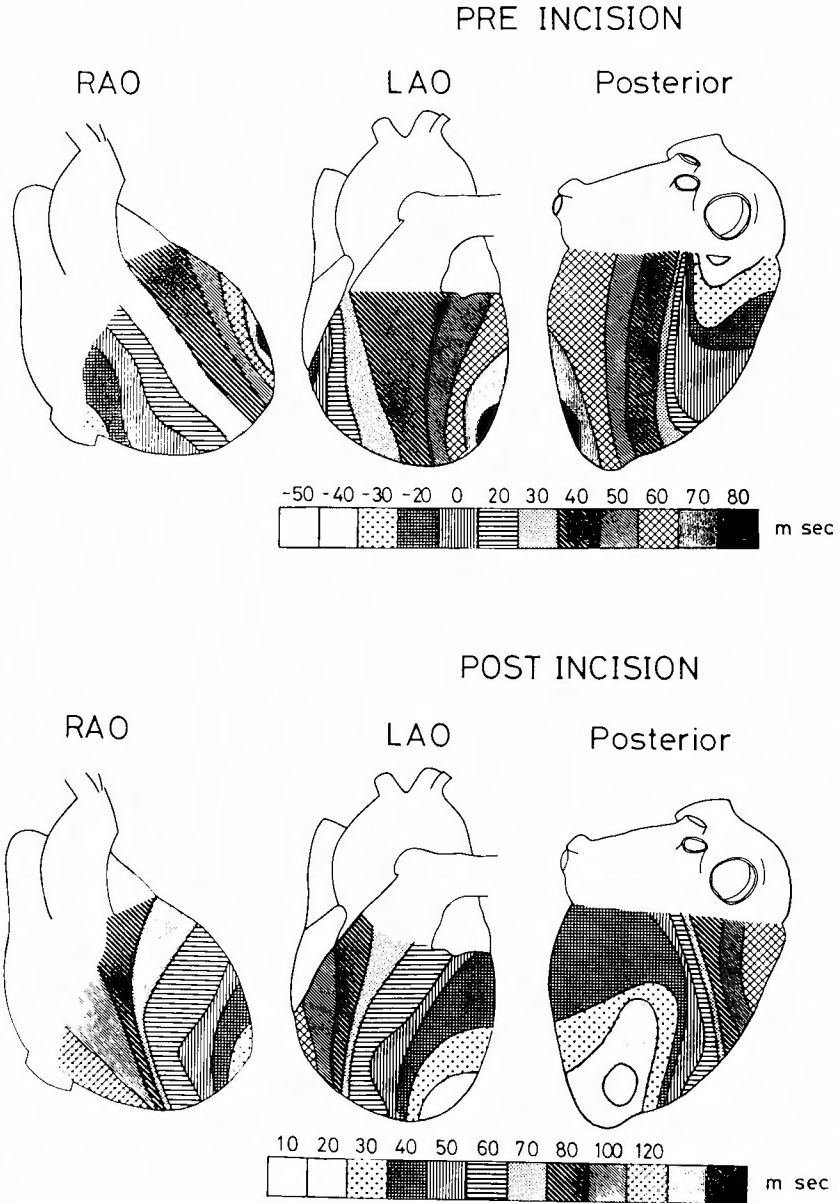 PRE INCISION
RAO LAO Posterior
-50 -40 -30 -20 0 20 30 40 50 60 70 80
m sec
POST INCISION
RAO LAO Posterior
10 20 30 40 50 60 70 80 100 120
m sec